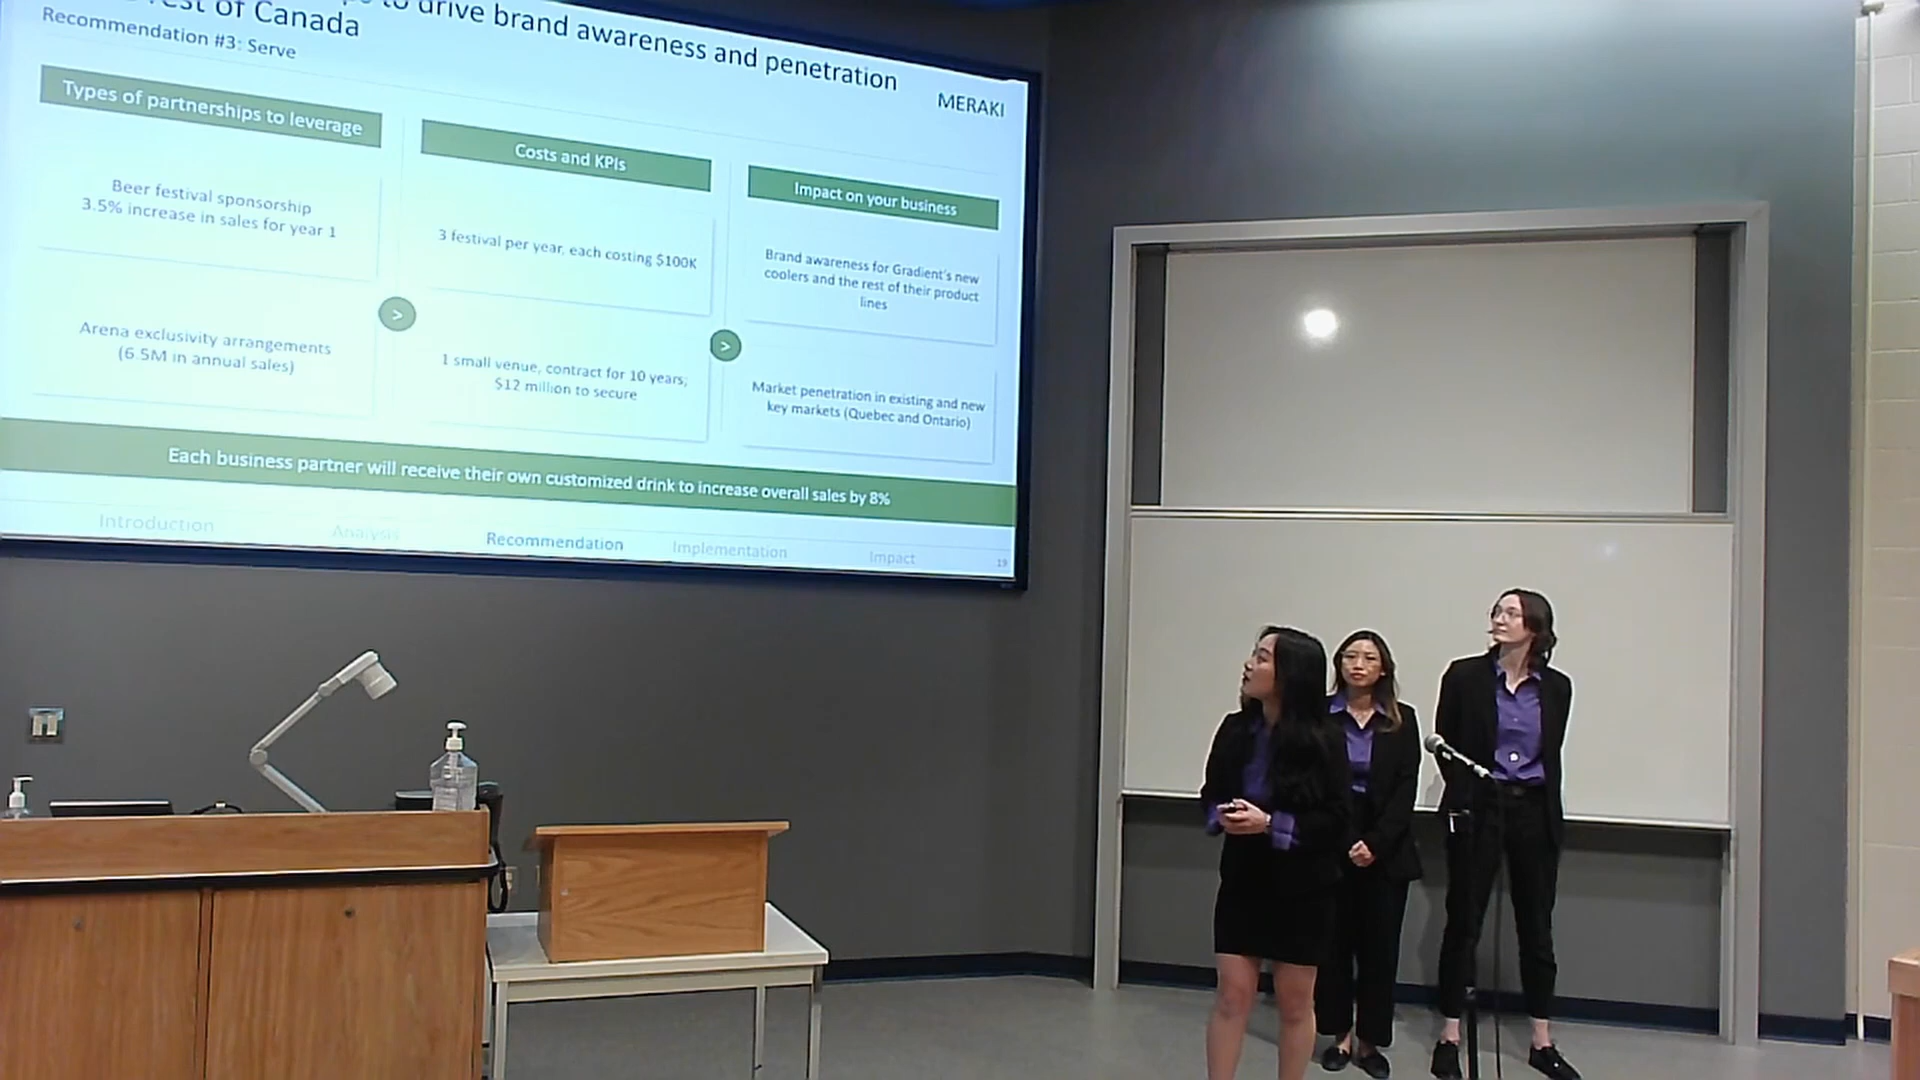 to drive brand awareness and penetration
rest of Canada
Recommendation #3: Serve
MERAKI
Types of partnerships to leverage
Beer festival sponsorship
3.5% increase in sales for year 1
Arena exclusivity arrangements
(6.5M in annual sales)
>
Costs and KPIs
3 festival per year, each costing $100K
1 small venue, contract for 10 years,
$12 million to secure
>
Impact on your business
Brand awareness for Gradient's new
coolers and the rest of their product
lines
Market penetration in existing and new
key markets (Quebec and Ontario)
Each business partner will receive their own customized drink to increase overall sales by 8%
Introduction Analysis Recommendation Implementation Impact
19